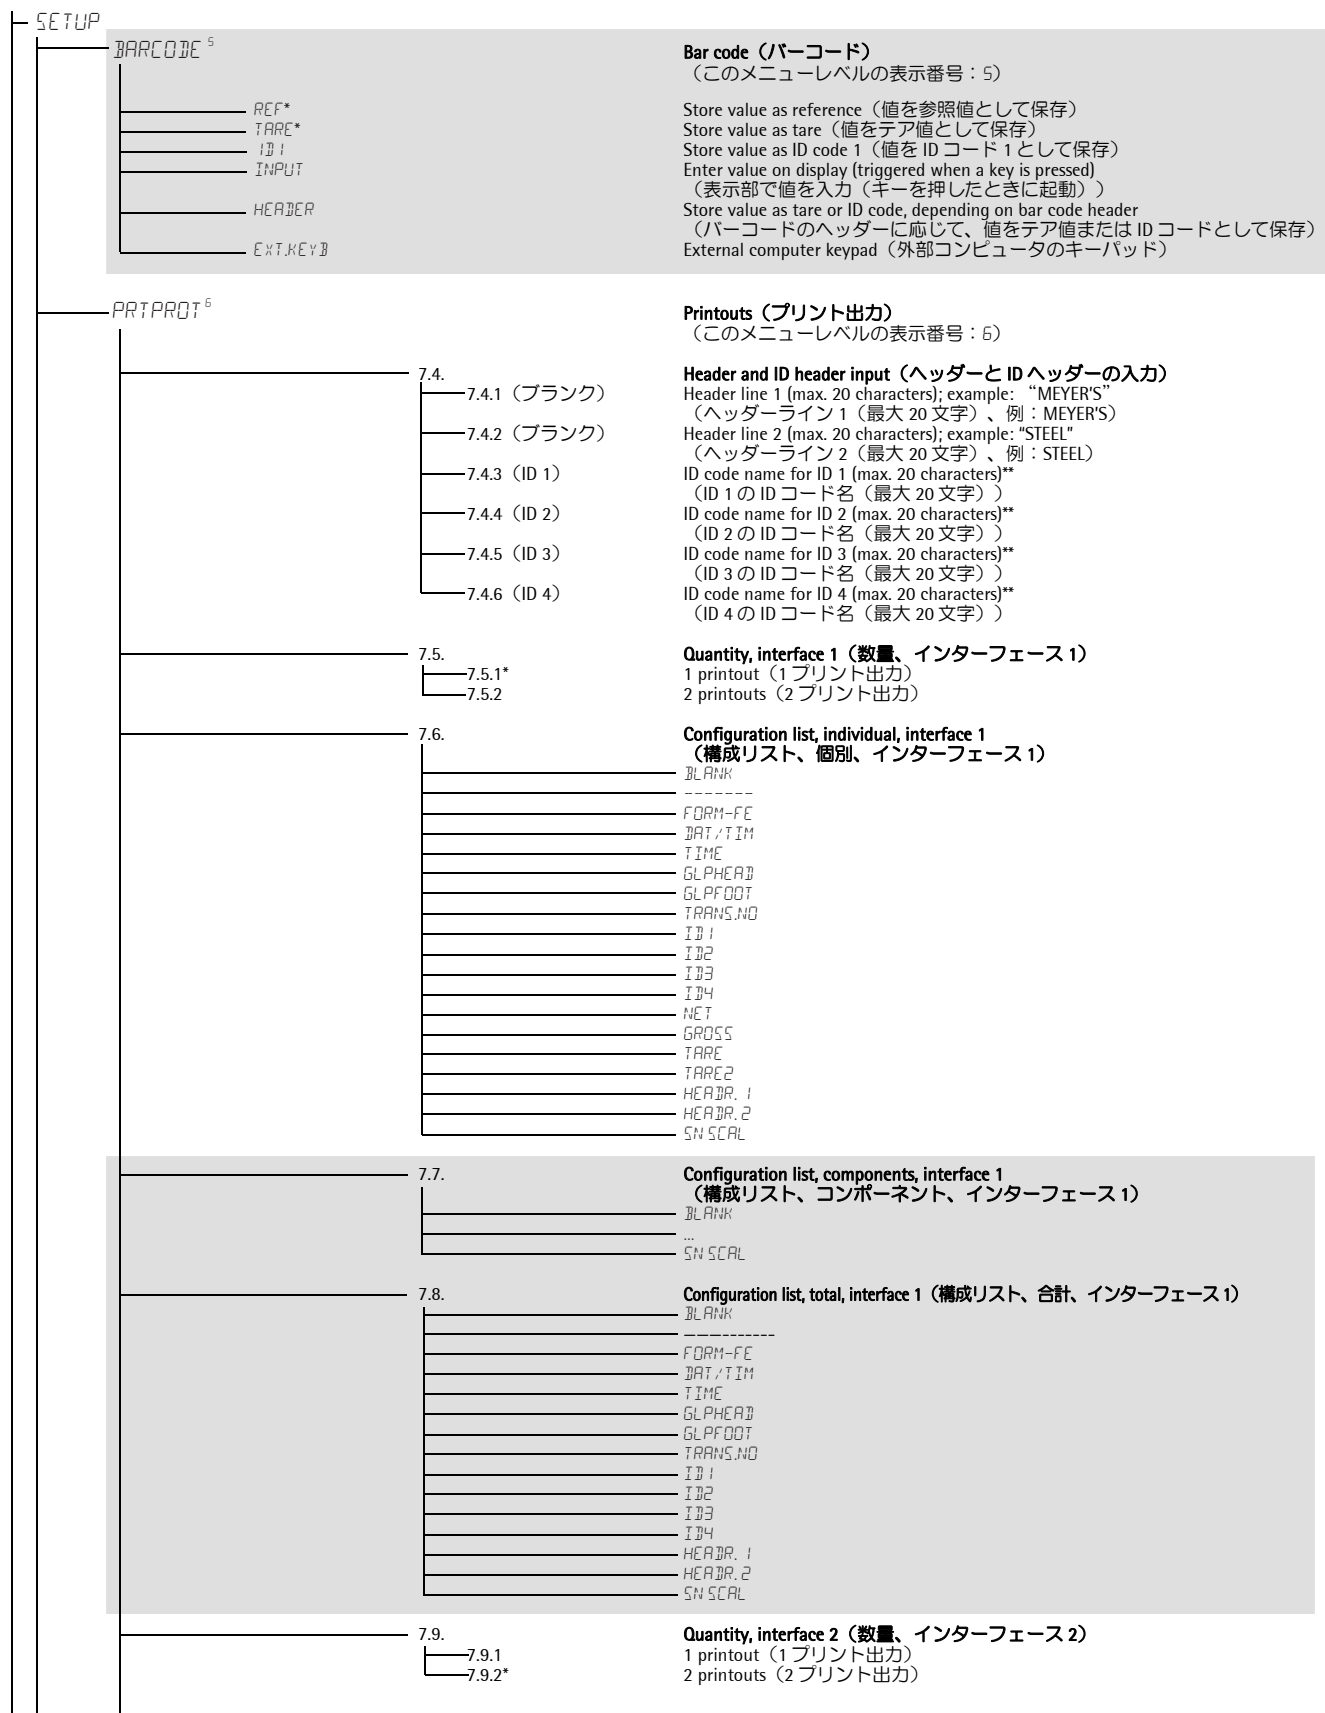 SETUP
BARCODE 5 Bar code（バーコード）
（このメニューレベルの表示番号：5）
REF* Store value as reference（値を参照値として保存）
TARE* Store value as tare（値をテア値として保存）
ID1 Store value as ID code 1（値を ID コード 1 として保存）
INPUT Enter value on display (triggered when a key is pressed)
（表示部で値を入力（キーを押したときに起動））
HEADER Store value as tare or ID code, depending on bar code header
（バーコードのヘッダーに応じて、値をテア値または ID コードとして保存）
EXT.KEYB External computer keypad（外部コンピュータのキーパッド）
PRTPROT 6 Printouts（プリント出力）
（このメニューレベルの表示番号：6）
7.4. Header and ID header input（ヘッダーと ID ヘッダーの入力）
7.4.1（ブランク） Header line 1 (max. 20 characters); example: “MEYER'S”
（ヘッダーライン 1（最大 20 文字）、例：MEYER'S）
7.4.2（ブランク） Header line 2 (max. 20 characters); example: "STEEL"
（ヘッダーライン 2（最大 20 文字）、例：STEEL）
7.4.3（ID 1） ID code name for ID 1 (max. 20 characters)**
（ID 1 の ID コード名（最大 20 文字））
7.4.4（ID 2） ID code name for ID 2 (max. 20 characters)**
（ID 2 の ID コード名（最大 20 文字））
7.4.5（ID 3） ID code name for ID 3 (max. 20 characters)**
（ID 3 の ID コード名（最大 20 文字））
7.4.6（ID 4） ID code name for ID 4 (max. 20 characters)**
（ID 4 の ID コード名（最大 20 文字））
7.5. Quantity, interface 1（数量、インターフェース 1）
7.5.1* 1 printout（1 プリント出力）
7.5.2 2 printouts（2 プリント出力）
7.6. Configuration list, individual, interface 1
（構成リスト、個別、インターフェース 1）
BLANK
-------
FORM-FE
DAT/TIM
TIME
GLPHEAD
GLPFOOT
TRANS.NO
ID1
ID2
ID3
ID4
NET
GROSS
TARE
TARE2
HEADR. 1
HEADR. 2
SN SCAL
7.7. Configuration list, components, interface 1
（構成リスト、コンポーネント、インターフェース 1）
BLANK
...
SN SCAL
7.8. Configuration list, total, interface 1（構成リスト、合計、インターフェース 1）
BLANK
-----------
FORM-FE
DAT/TIM
TIME
GLPHEAD
GLPFOOT
TRANS.NO
ID1
ID2
ID3
ID4
HEADR. 1
HEADR. 2
SN SCAL
7.9. Quantity, interface 2（数量、インターフェース 2）
7.9.1 1 printout（1 プリント出力）
7.9.2* 2 printouts（2 プリント出力）